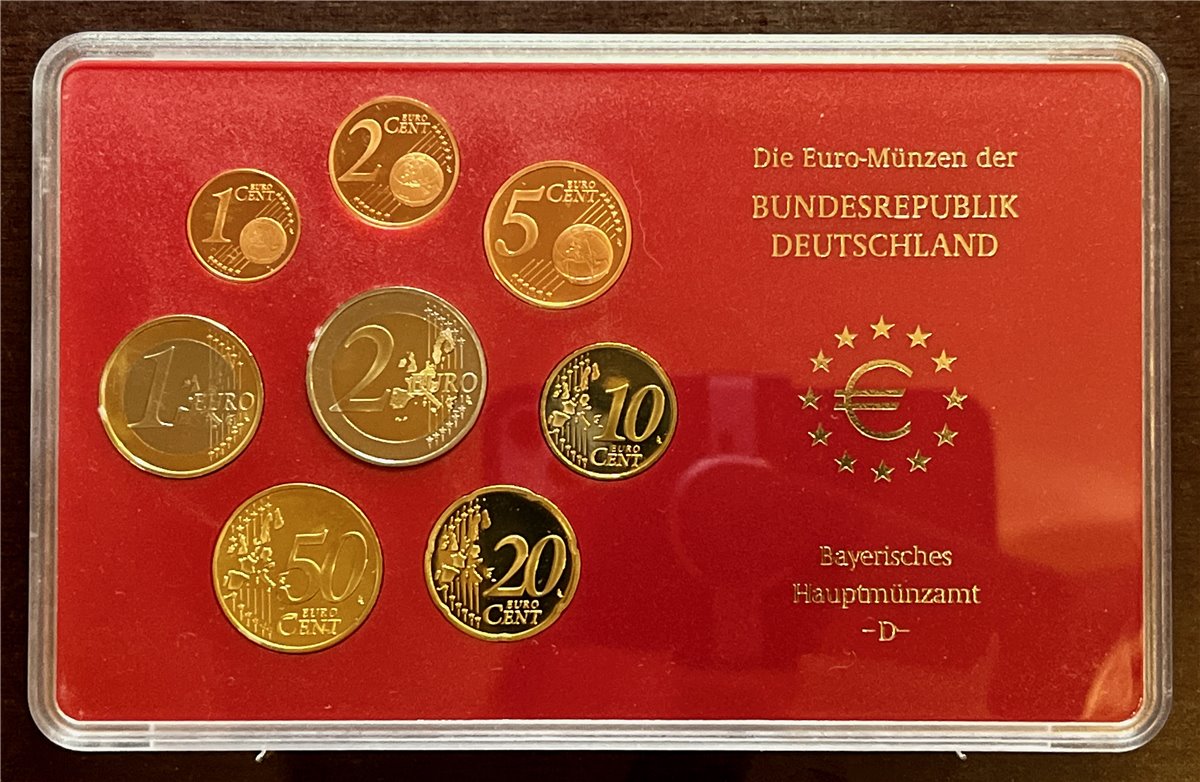 2 EURO
CENT
1 EURO
CENT
5 EURO
CENT
1 EURO
2 EURO
10
EURO
CENT
50
EURO
CENT
20
EURO
CENT
Die Euro-Münzen der
BUNDESREPUBLIK
DEUTSCHLAND
€
Bayerisches
Hauptmünzamt
-D-